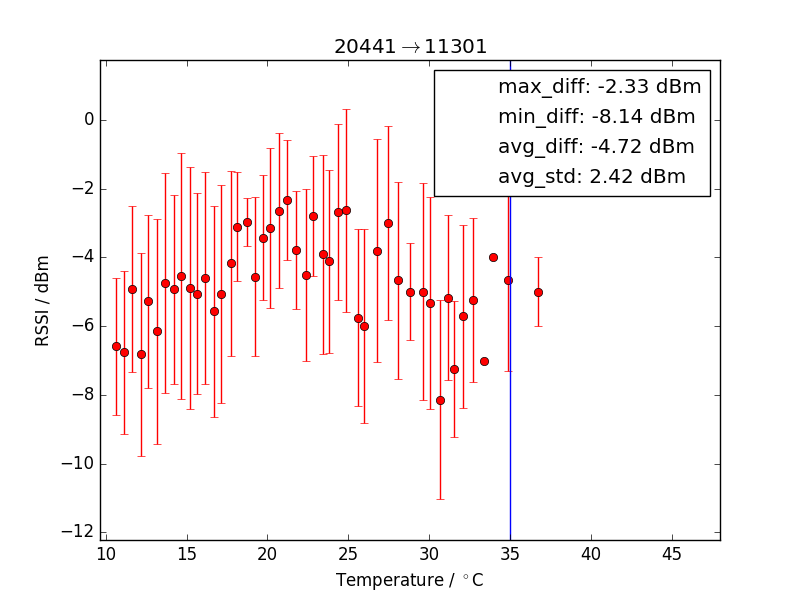 20441→11301
max_diff: -2.33 dBm
min_diff: -8.14 dBm
avg_diff: -4.72 dBm
avg_std: 2.42 dBm
RSSI / dBm
0
−2
−4
−6
−8
−10
−12
10 15 20 25 30 35 40 45
Temperature / °C